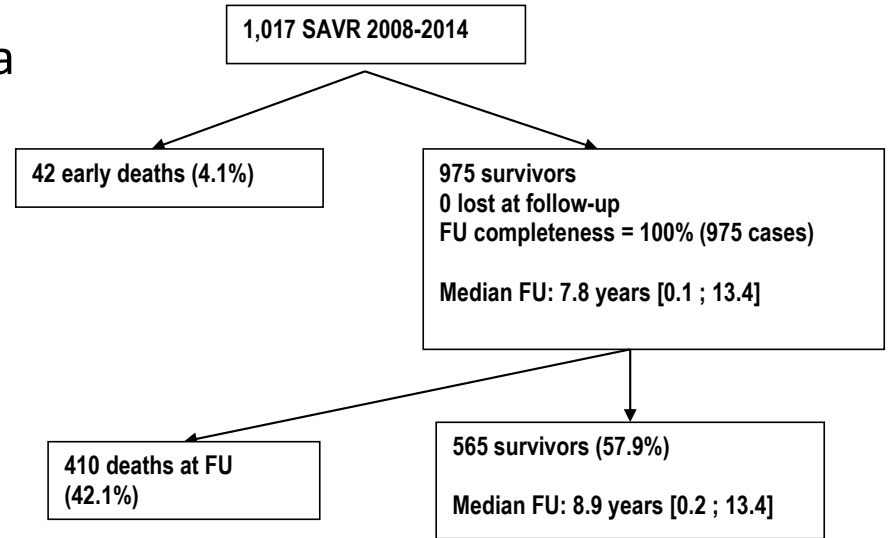 a
1,017 SAVR 2008-2014
42 early deaths (4.1%)
975 survivors
0 lost at follow-up
FU completeness = 100% (975 cases)
Median FU: 7.8 years [0.1 ; 13.4]
410 deaths at FU
(42.1%)
565 survivors (57.9%)
Median FU: 8.9 years [0.2 ; 13.4]